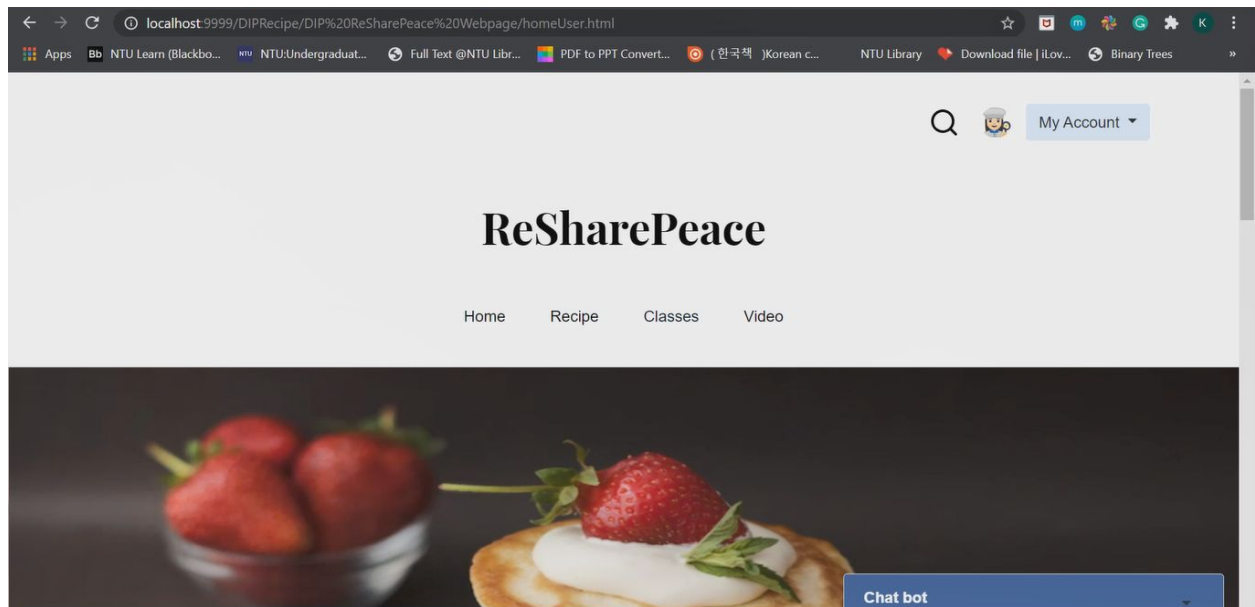 localhost:9999/DIPRecipe/DIP%20ReSharePeace%20Webpage/homeUser.html
K
Apps
Bb NTU Learn (Blackbo...
NTU NTU:Undergraduat...
Full Text @NTU Libr...
PDF to PPT Convert...
( 한국책 )Korean c...
NTU Library
Download file | iLov...
Binary Trees
»
My Account
ReSharePeace
Home Recipe Classes Video
Chat bot